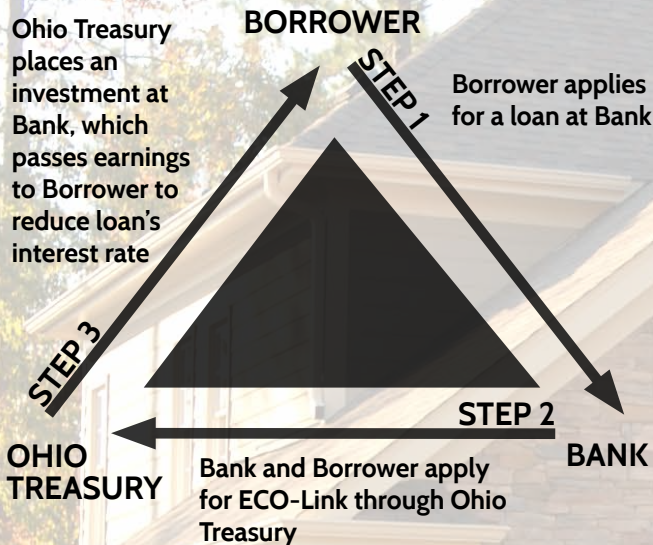 BORROWER
STEP 1
Borrower applies
for a loan at Bank
BANK
STEP 2
Bank and Borrower apply
for ECO-Link through Ohio
Treasury
OHIO
TREASURY
STEP 3
Ohio Treasury
places an
investment at
Bank, which
passes earnings
to Borrower to
reduce loan's
interest rate